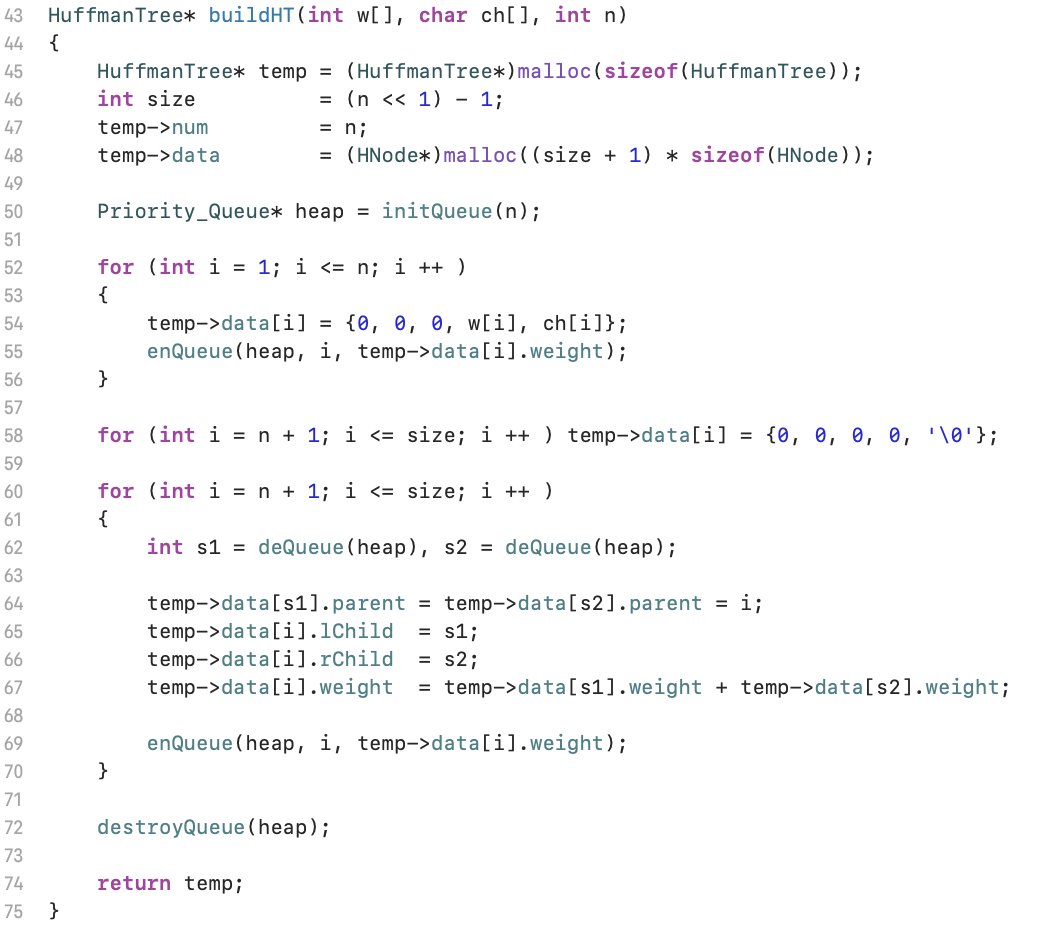 43 HuffmanTree* buildHT(int w[], char ch[], int n)
44 {
45     HuffmanTree* temp = (HuffmanTree*)malloc(sizeof(HuffmanTree));
46     int size          = (n << 1) - 1;
47     temp->num         = n;
48     temp->data        = (HNode*)malloc((size + 1) * sizeof(HNode));
49
50     Priority_Queue* heap = initQueue(n);
51
52     for (int i = 1; i <= n; i ++ )
53     {
54         temp->data[i] = {0, 0, 0, w[i], ch[i]};
55         enQueue(heap, i, temp->data[i].weight);
56     }
57
58     for (int i = n + 1; i <= size; i ++ ) temp->data[i] = {0, 0, 0, 0, '\0'};
59
60     for (int i = n + 1; i <= size; i ++ )
61     {
62         int s1 = deQueue(heap), s2 = deQueue(heap);
63
64         temp->data[s1].parent = temp->data[s2].parent = i;
65         temp->data[i].lChild  = s1;
66         temp->data[i].rChild  = s2;
67         temp->data[i].weight  = temp->data[s1].weight + temp->data[s2].weight;
68
69         enQueue(heap, i, temp->data[i].weight);
70     }
71
72     destroyQueue(heap);
73
74     return temp;
75 }